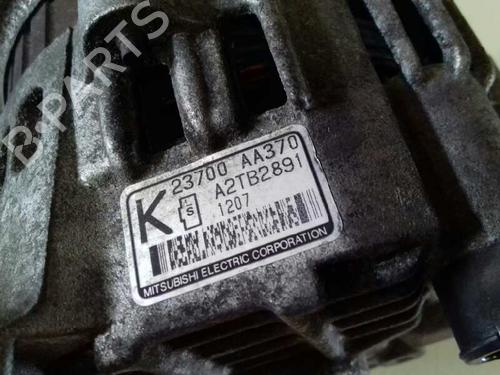 B-PARTS
K
S
23700 AA370
A2TB2891
1207
MITSUBISHI ELECTRIC CORPORATION